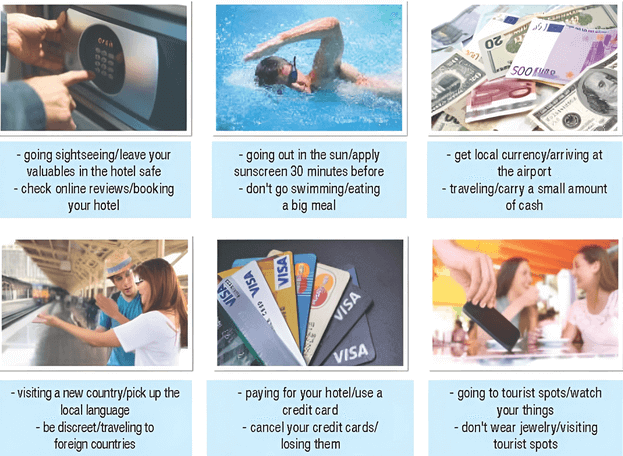 500
20
- going sightseeing/leave your
valuables in the hotel safe
- check online reviews/booking
your hotel
- going out in the sun/apply
sunscreen 30 minutes before
- don't go swimming/eating
a big meal
- get local currency/arriving at
the airport
- traveling/carry a small amount
of cash
VISA
VISA
VISA
VISA
- visiting a new country/pick up the
local language
- be discreet/traveling to
foreign countries
- paying for your hotel/use a
credit card
- cancel your credit cards/
losing them
- going to tourist spots/watch
your things
- don't wear jewelry/visiting
tourist spots